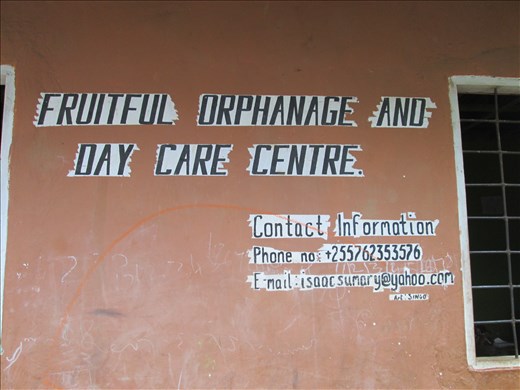 FRUITFUL ORPHANAGE AND
DAY CARE CENTRE.
Contact Information
Phone no: +255762353576
E-mail: isaacsumary@yahoo.com
Art: SINGO